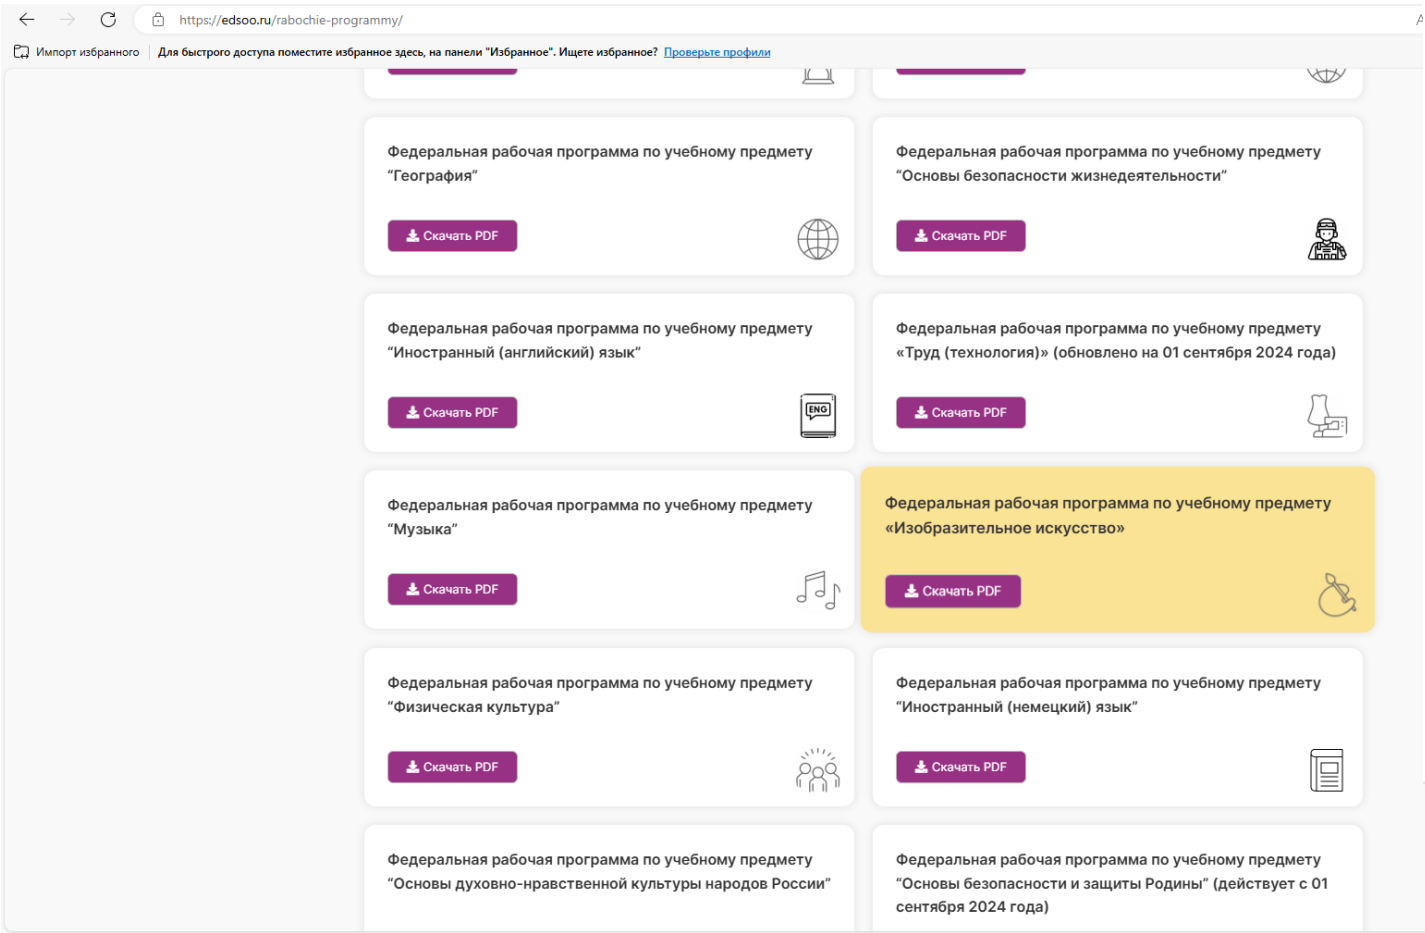 https://edsoo.ru/rabochie-programmy/
Импорт избранного
Для быстрого доступа поместите избранное здесь, на панели "Избранное". Ищете избранное? Проверьте профили
Федеральная рабочая программа по учебному предмету
“География”
Скачать PDF
Федеральная рабочая программа по учебному предмету
“Основы безопасности жизнедеятельности”
Скачать PDF
Федеральная рабочая программа по учебному предмету
“Иностранный (английский) язык”
Скачать PDF
ENG
Федеральная рабочая программа по учебному предмету
«Труд (технология)» (обновлено на 01 сентября 2024 года)
Скачать PDF
Федеральная рабочая программа по учебному предмету
“Музыка”
Скачать PDF
Федеральная рабочая программа по учебному предмету
«Изобразительное искусство»
Скачать PDF
Федеральная рабочая программа по учебному предмету
“Физическая культура”
Скачать PDF
Федеральная рабочая программа по учебному предмету
“Иностранный (немецкий) язык”
Скачать PDF
Федеральная рабочая программа по учебному предмету
“Основы духовно-нравственной культуры народов России”
Федеральная рабочая программа по учебному предмету
“Основы безопасности и защиты Родины” (действует с 01
сентября 2024 года)